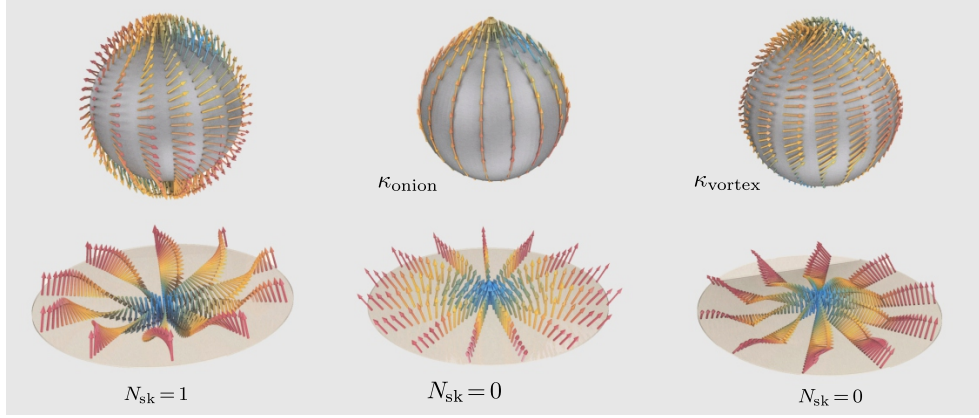 κ_onion
κ_vortex
N_sk = 1
N_sk = 0
N_sk = 0